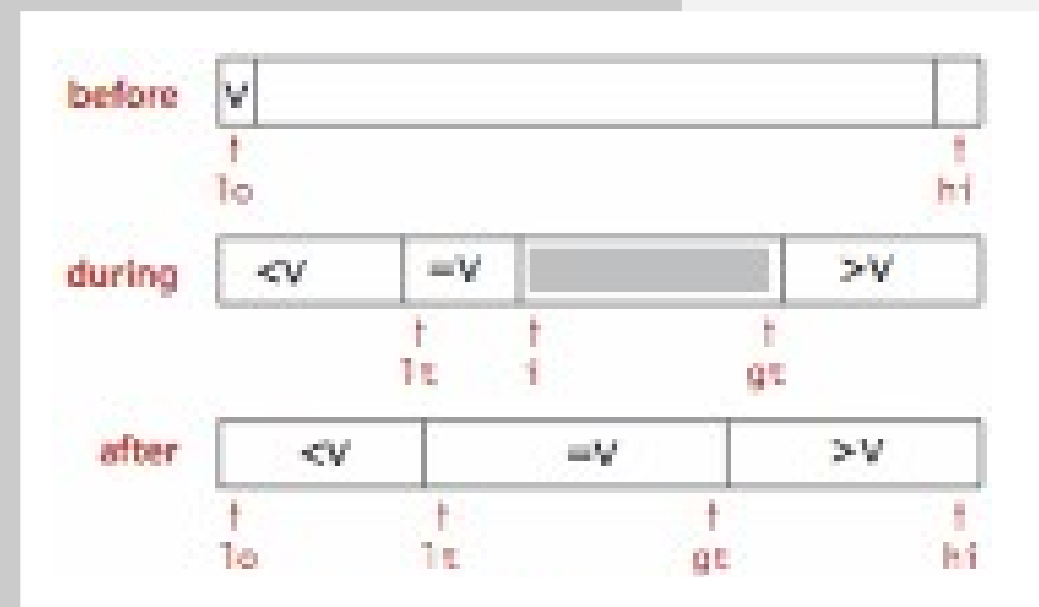 before v
lo hi
during <v =v >v
lt i gt
after <v =v >v
lo lt gt hi